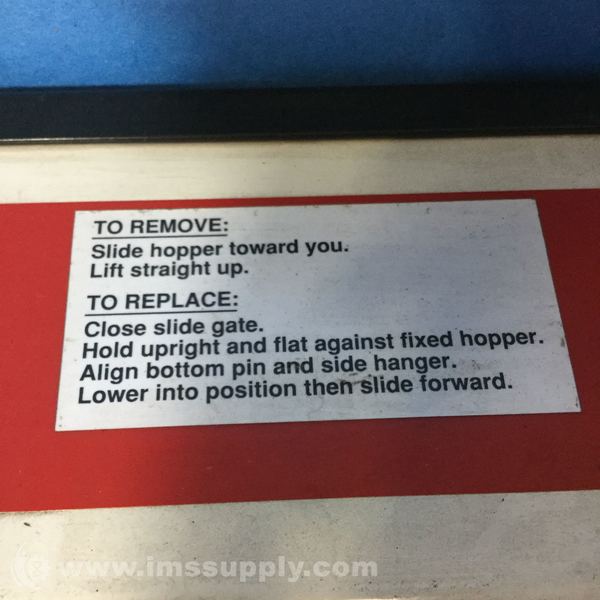 TO REMOVE:
Slide hopper toward you.
Lift straight up.
TO REPLACE:
Close slide gate.
Hold upright and flat against fixed hopper.
Align bottom pin and side hanger.
Lower into position then slide forward.
www.imssupply.com